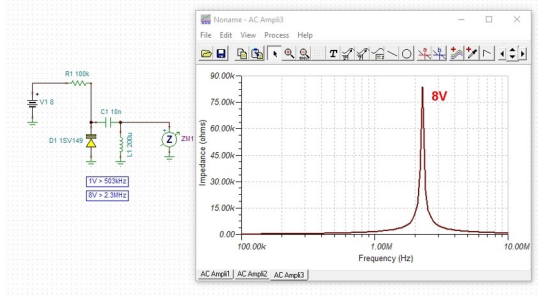 Noname - AC Ampli3
File Edit View Process Help
R1 100k
V1 8
C1 10n
D1 1SV149
L1 200u
Z
ZM1
1V > 503kHz
8V > 2.3MHz
T
a
b
90.00k
75.00k
60.00k
45.00k
30.00k
15.00k
0.00
Impedance (ohms)
8V
100.00k
1.00M
10.00M
Frequency (Hz)
AC Ampli1 AC Ampli2 AC Ampli3